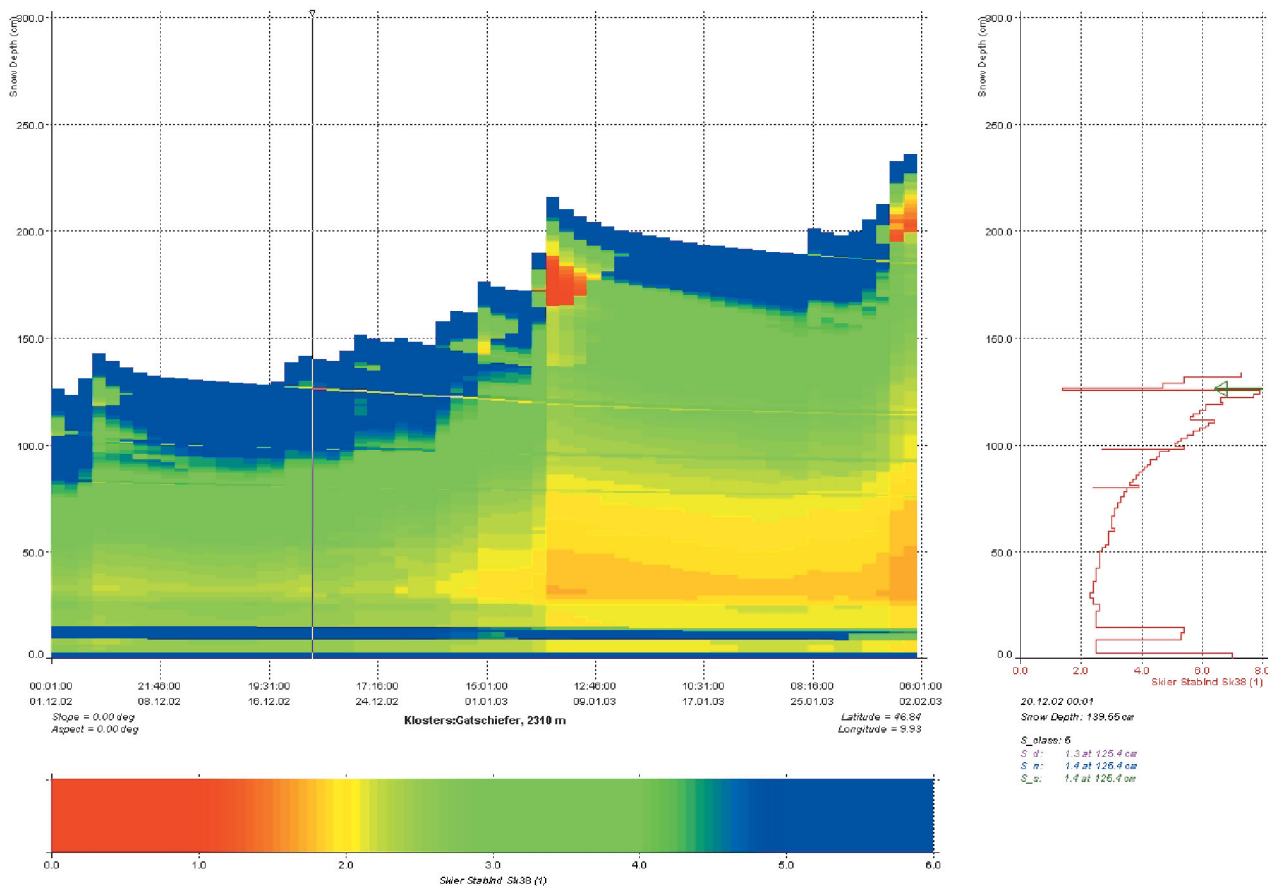 Snow Depth (cm)
300.0
250.0
200.0
150.0
100.0
50.0
0.0
00:01:00 21:46:00 19:31:00 17:16:00 15:01:00 12:46:00 10:31:00 08:16:00 06:01:00
01.12.02 08.12.02 16.12.02 24.12.02 01.01.03 09.01.03 17.01.03 25.01.03 02.02.03
Slope = 0.00 deg
Aspect = 0.00 deg
Klosters:Gatschiefer, 2310 m
Latitude = 46.84
Longitude = 9.93
0.0 1.0 2.0 3.0 4.0 5.0 6.0
Skier StabInd Sk38 (1)
Snow Depth (cm)
300.0
250.0
200.0
150.0
100.0
50.0
0.0
0.0 2.0 4.0 6.0 8.0
Skier StabInd Sk38 (1)
20.12.02 00:01
Snow Depth: 139.55 cm
S_class: 5
S_d: 1.3 at 125.4 cm
S_n: 1.4 at 125.4 cm
S_s: 1.4 at 125.4 cm